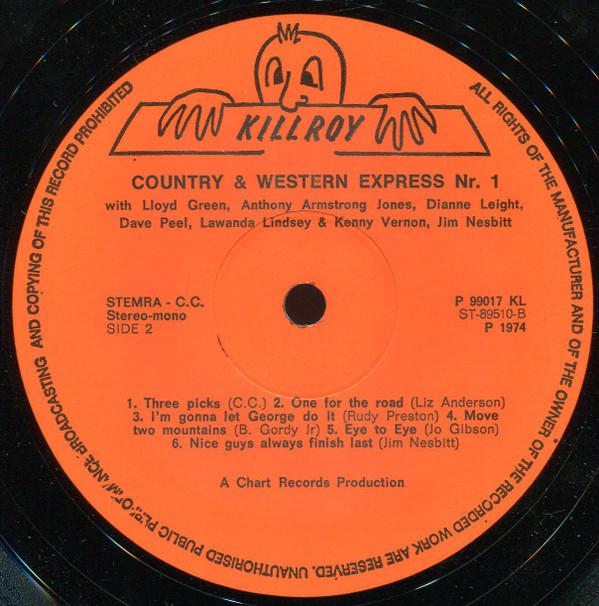 KILLROY
COUNTRY & WESTERN EXPRESS Nr. 1
with Lloyd Green, Anthony Armstrong Jones, Dianne Leight,
Dave Peel, Lawanda Lindsey & Kenny Vernon, Jim Nesbitt
STEMRA - C.C.
Stereo-mono
SIDE 2
P 99017 KL
ST-89510-B
P 1974
1. Three picks (C.C.) 2. One for the road (Liz Anderson)
3. I'm gonna let George do it (Rudy Preston) 4. Move
two mountains (B. Gordy Jr) 5. Eye to Eye (Jo Gibson)
6. Nice guys always finish last (Jim Nesbitt)
A Chart Records Production
ALL RIGHTS OF THE MANUFACTURER AND OF THE OWNER OF THE RECORDED WORK ARE RESERVED. UNAUTHORISED PUBLIC BROADCASTING AND COPYING OF THIS RECORD PROHIBITED